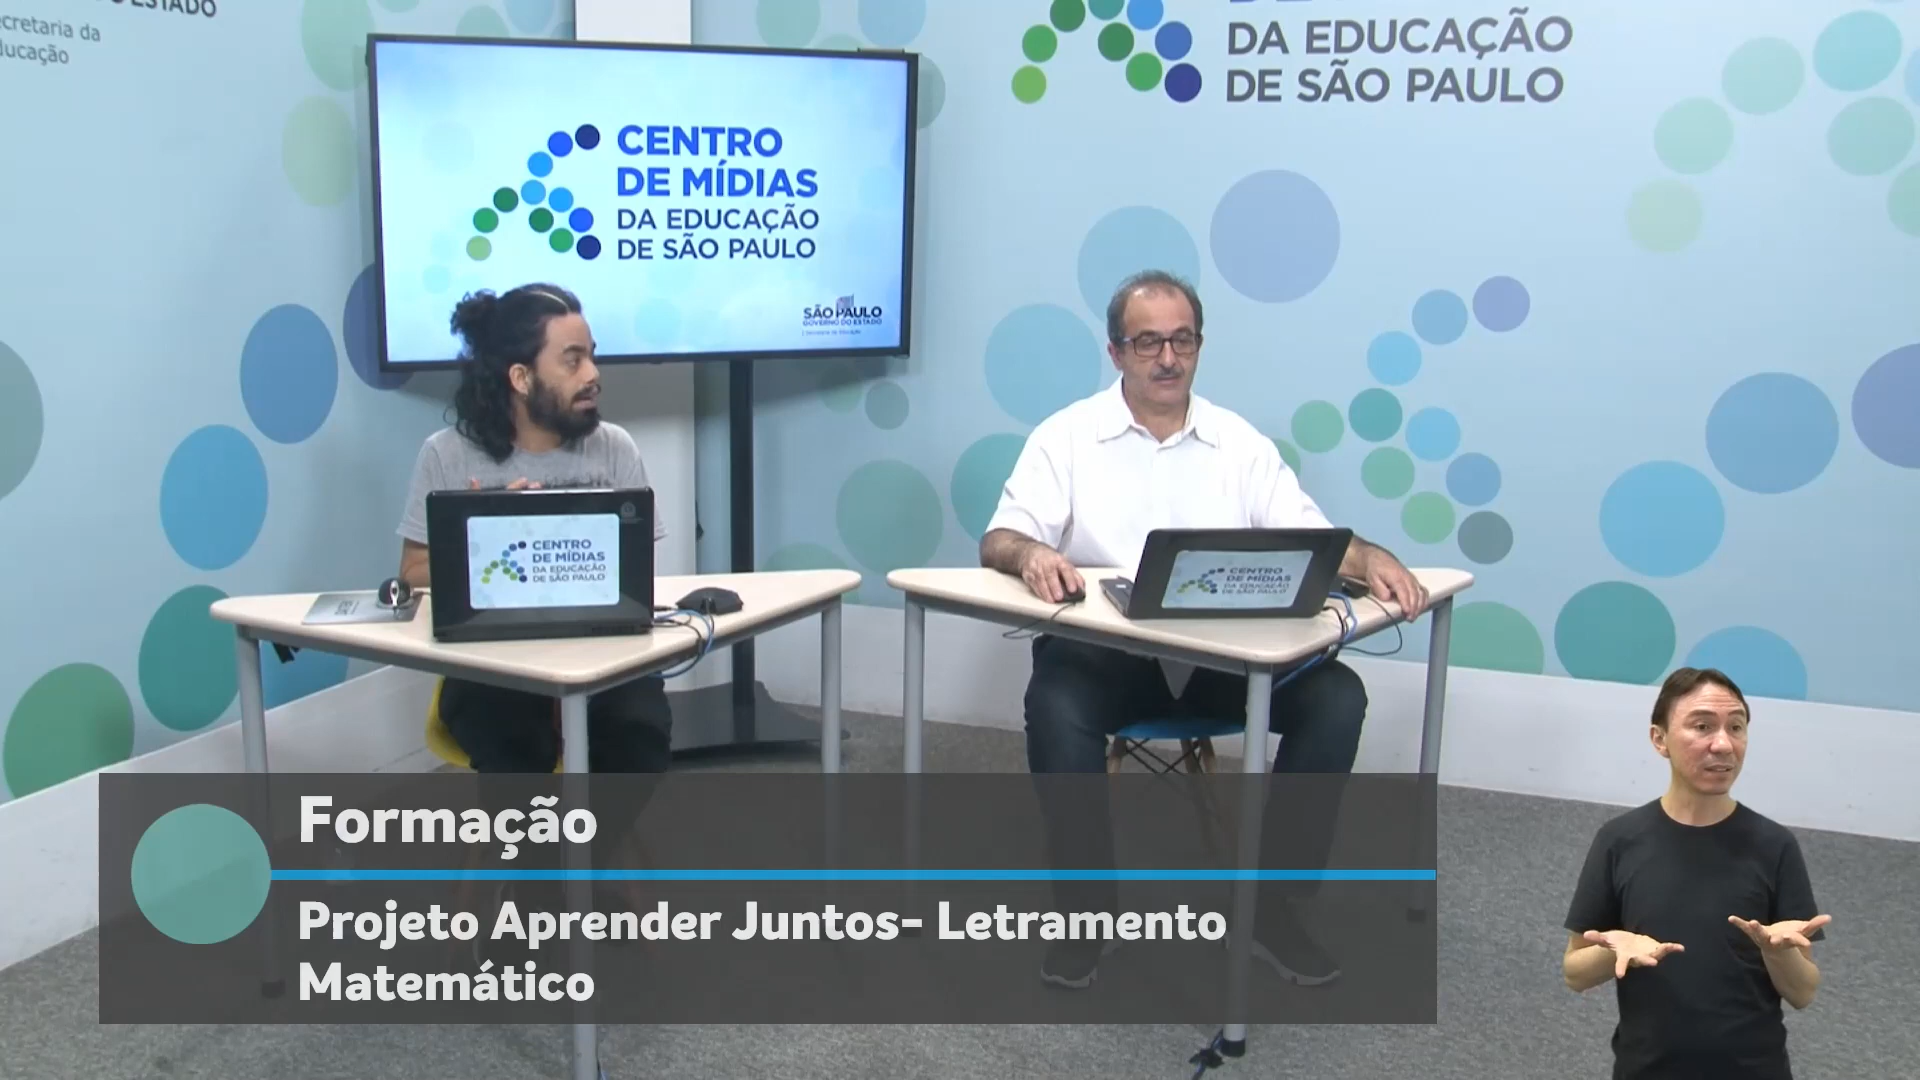 O ESTADO
cretaria da
ducação
DA EDUCAÇÃO
DE SÃO PAULO
CENTRO
DE MÍDIAS
DA EDUCAÇÃO
DE SÃO PAULO
SÃO PAULO
GOVERNO DO ESTADO
CENTRO
DE MÍDIAS
DA EDUCAÇÃO
DE SÃO PAULO
CENTRO
DE MÍDIAS
DA EDUCAÇÃO
DE SÃO PAULO
Formação
Projeto Aprender Juntos- Letramento
Matemático